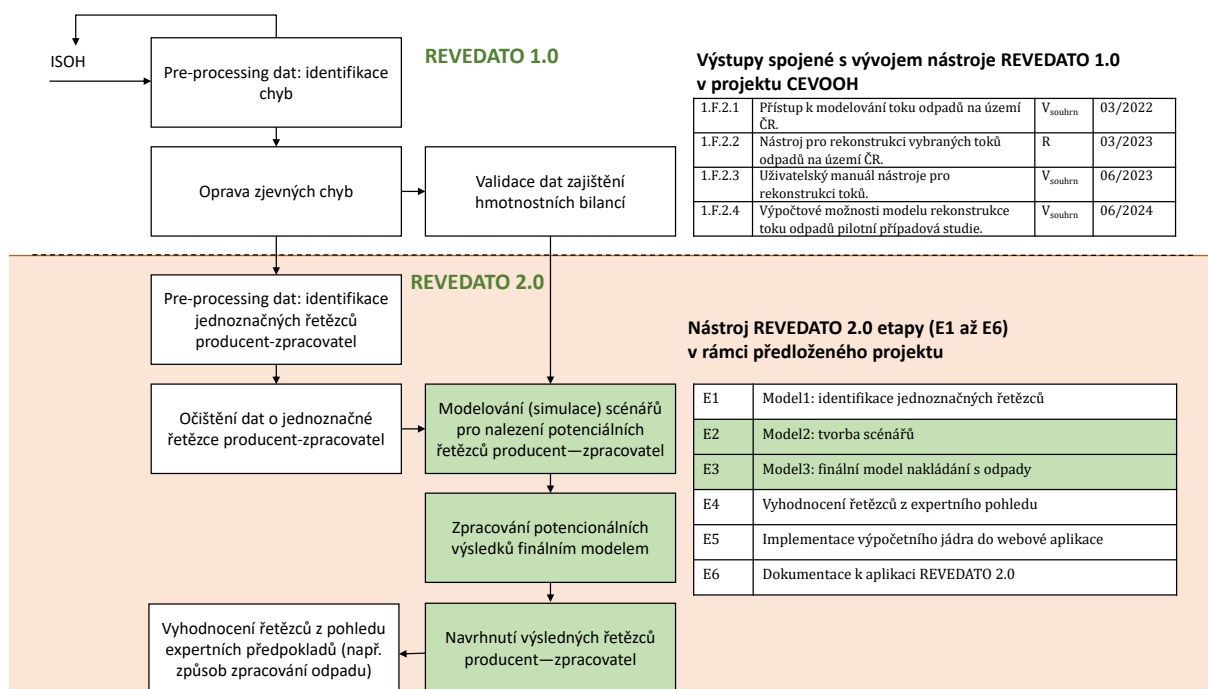 ISOH
Pre-processing dat: identifikace
chyb
REVEDATO 1.0
Oprava zjevných chyb
Validace dat zajištění
hmotnostních bilancí
Výstupy spojené s vývojem nástroje REVEDATO 1.0
v projektu CEVOOH
1.F.2.1 Přístup k modelování toku odpadů na území ČR. Vsouhrn 03/2022
1.F.2.2 Nástroj pro rekonstrukci vybraných toků odpadů na území ČR. R 03/2023
1.F.2.3 Uživatelský manuál nástroje pro rekonstrukci toků. Vsouhrn 06/2023
1.F.2.4 Výpočtové možnosti modelu rekonstrukce toku odpadů pilotní případová studie. Vsouhrn 06/2024
REVEDATO 2.0
Pre-processing dat: identifikace
jednoznačných řetězců
producent-zpracovatel
Očištění dat o jednoznačné
řetězce producent-zpracovatel
Modelování (simulace) scénářů
pro nalezení potenciálních
řetězců producent—zpracovatel
Zpracování potencionálních
výsledků finálním modelem
Navrhnutí výsledných řetězců
producent—zpracovatel
Vyhodnocení řetězců z pohledu
expertních předpokladů (např.
způsob zpracování odpadu)
Nástroj REVEDATO 2.0 etapy (E1 až E6)
v rámci předloženého projektu
E1 Model1: identifikace jednoznačných řetězců
E2 Model2: tvorba scénářů
E3 Model3: finální model nakládání s odpady
E4 Vyhodnocení řetězců z expertního pohledu
E5 Implementace výpočetního jádra do webové aplikace
E6 Dokumentace k aplikaci REVEDATO 2.0